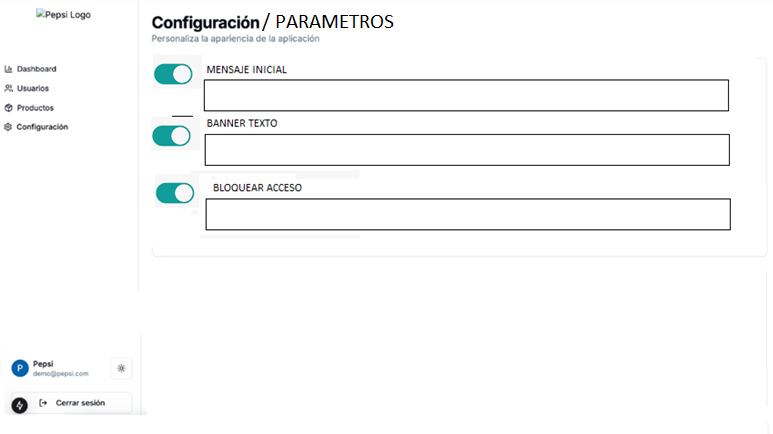 Pepsi Logo
Configuración/ PARAMETROS
Personaliza la apariencia de la aplicación
Dashboard
Usuarios
Productos
Configuración
MENSAJE INICIAL
BANNER TEXTO
BLOQUEAR ACCESO
P
Pepsi
demo@pepsi.com
Cerrar sesión